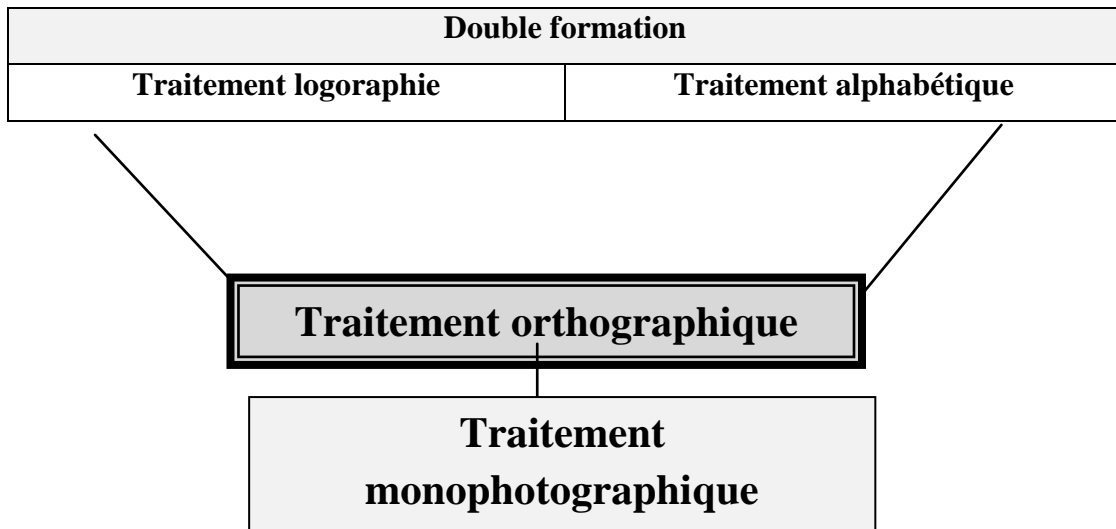 Double formation
Traitement logoraphie
Traitement alphabétique
Traitement orthographique
Traitement
monophotographique